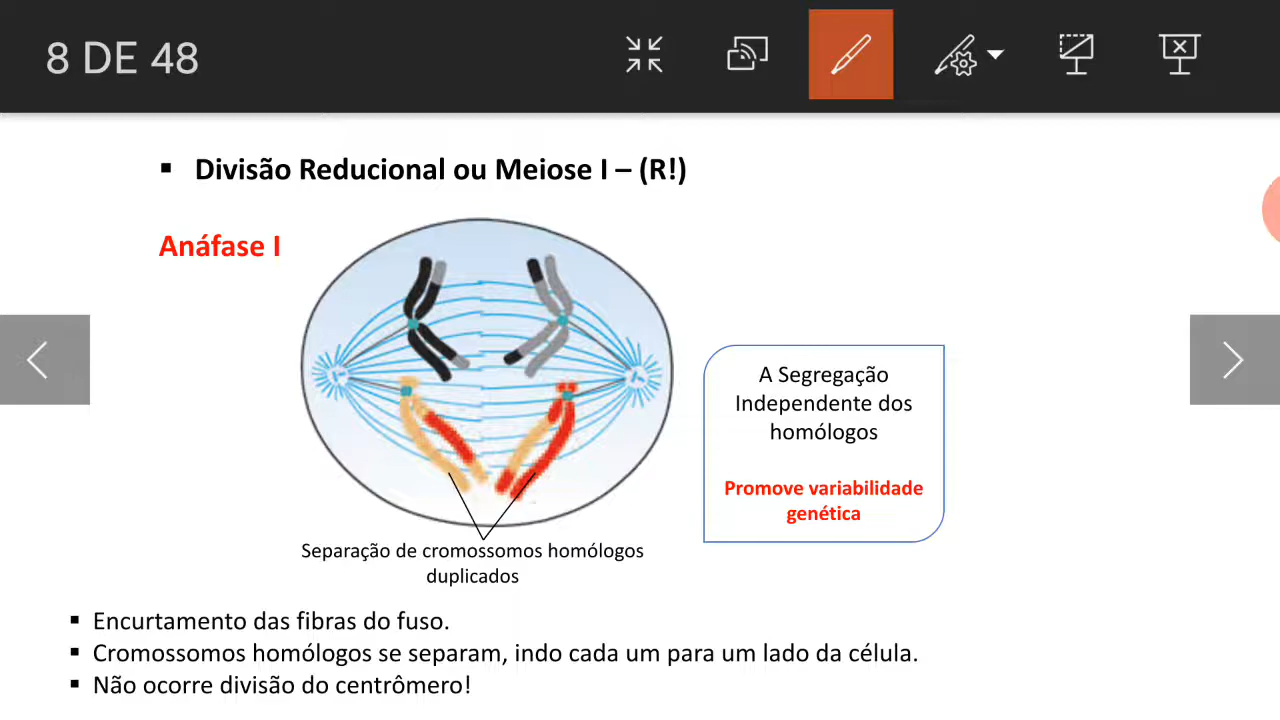 8 DE 48
▪ Divisão Reducional ou Meiose I – (R!)
Anáfase I
A Segregação
Independente dos
homólogos
Promove variabilidade
genética
Separação de cromossomos homólogos
duplicados
▪ Encurtamento das fibras do fuso.
▪ Cromossomos homólogos se separam, indo cada um para um lado da célula.
▪ Não ocorre divisão do centrômero!